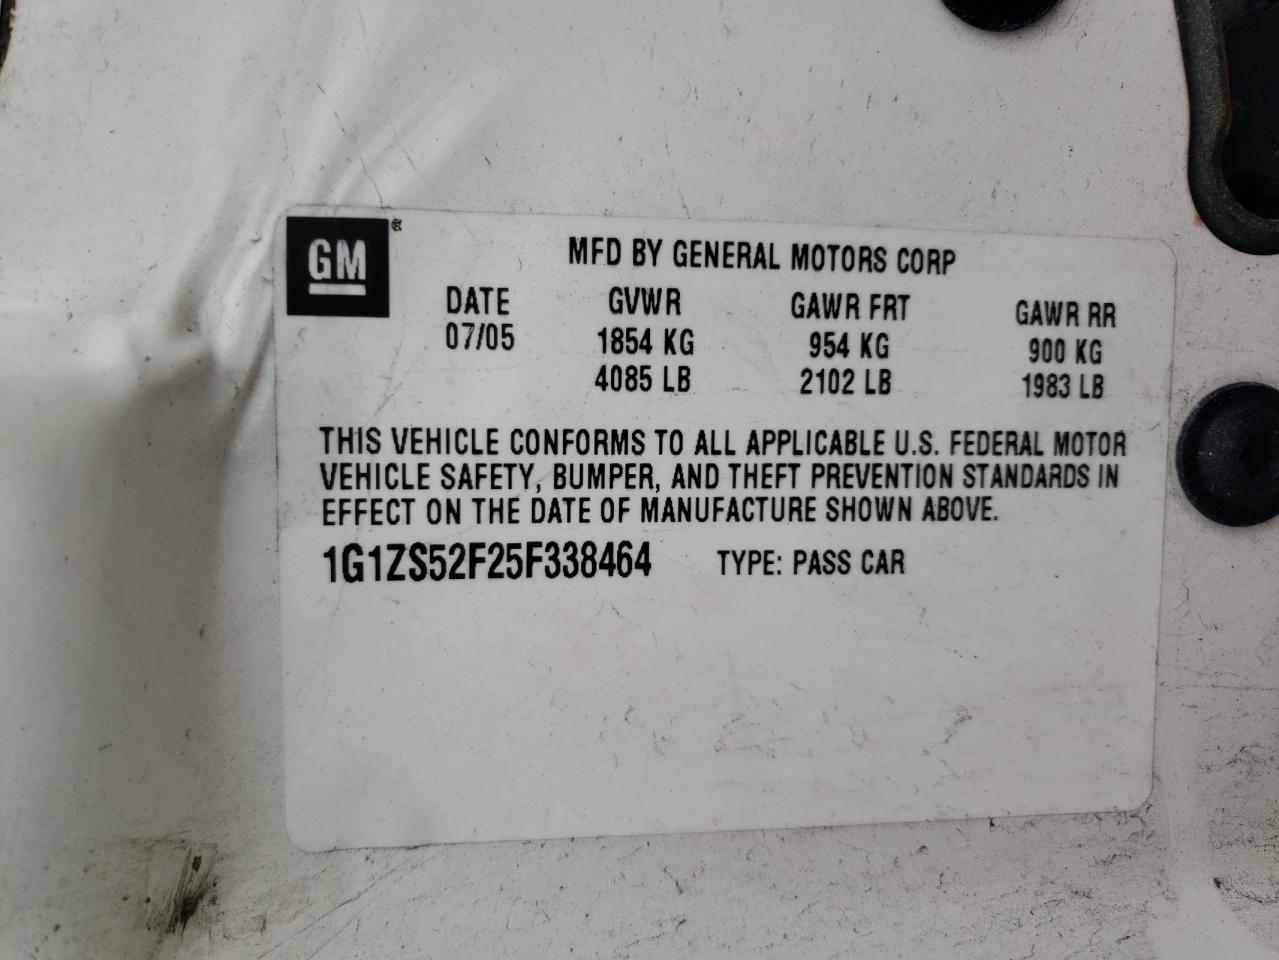 GM®
MFD BY GENERAL MOTORS CORP
DATE GVWR GAWR FRT GAWR RR
07/05 1854 KG 954 KG 900 KG
4085 LB 2102 LB 1983 LB
THIS VEHICLE CONFORMS TO ALL APPLICABLE U.S. FEDERAL MOTOR
VEHICLE SAFETY, BUMPER, AND THEFT PREVENTION STANDARDS IN
EFFECT ON THE DATE OF MANUFACTURE SHOWN ABOVE.
1G1ZS52F25F338464 TYPE: PASS CAR